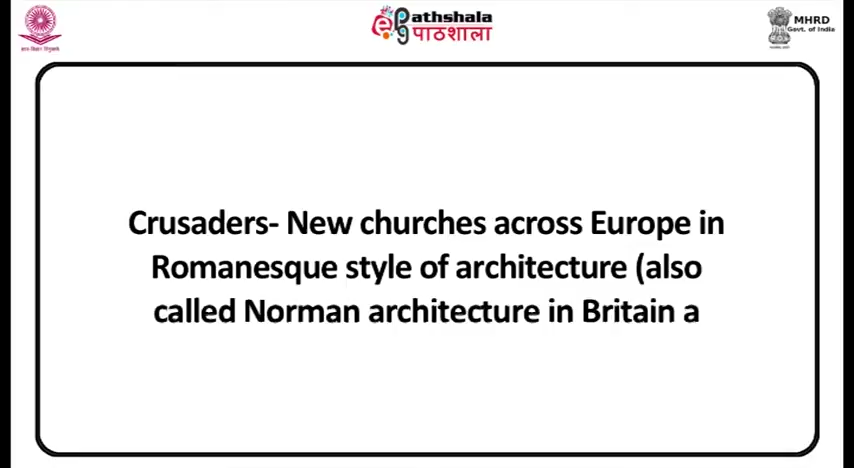 ePathshala
पाठशाला
MHRD
Govt. of India
Crusaders- New churches across Europe in
Romanesque style of architecture (also
called Norman architecture in Britain a